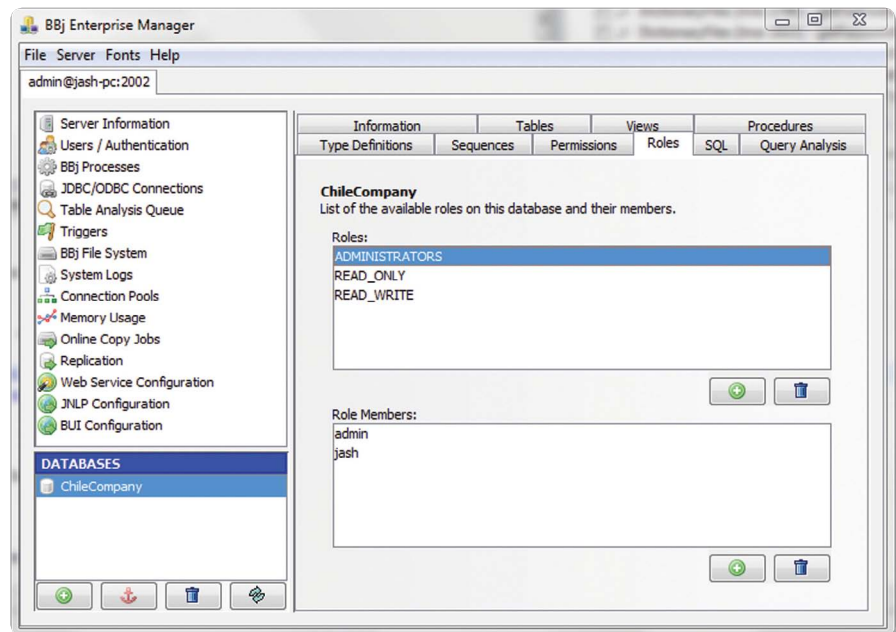 BBj Enterprise Manager
File Server Fonts Help
admin@jash-pc:2002
Server Information
Users / Authentication
BBj Processes
JDBC/ODBC Connections
Table Analysis Queue
Triggers
BBj File System
System Logs
Connection Pools
Memory Usage
Online Copy Jobs
Replication
Web Service Configuration
JNLP Configuration
BUI Configuration
DATABASES
ChileCompany
Information Tables Views Procedures
Type Definitions Sequences Permissions Roles SQL Query Analysis
ChileCompany
List of the available roles on this database and their members.
Roles:
ADMINISTRATORS
READ_ONLY
READ_WRITE
Role Members:
admin
jash